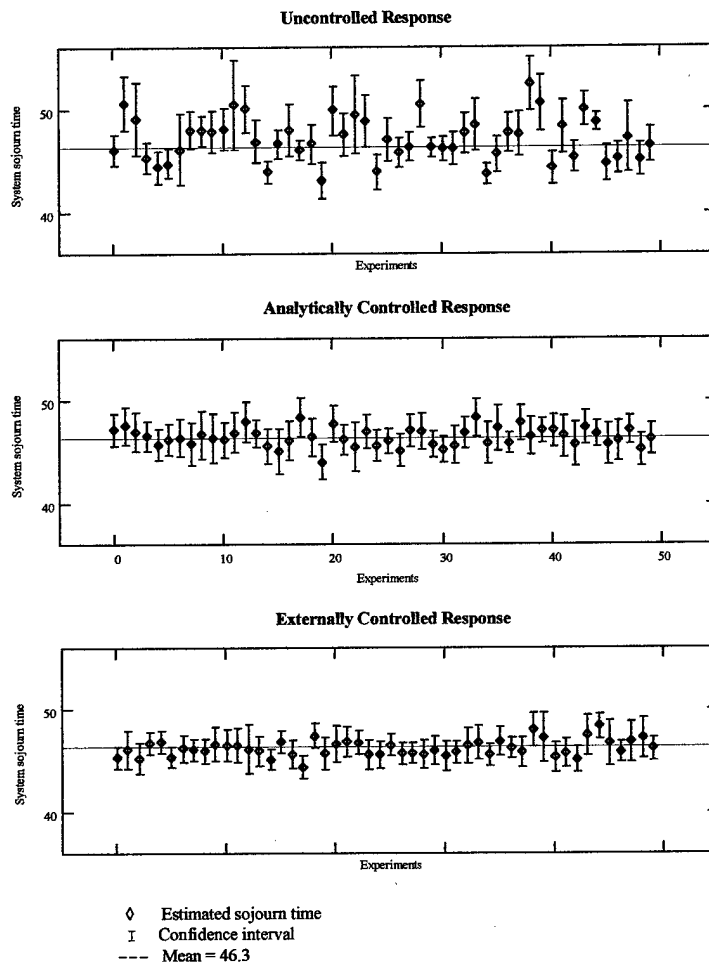 Uncontrolled Response
System sojourn time
50
40
Experiments
Analytically Controlled Response
System sojourn time
50
40
0
10
20
30
40
50
Experiments
Externally Controlled Response
System sojourn time
50
40
Experiments
Estimated sojourn time
Confidence interval
Mean = 46.3